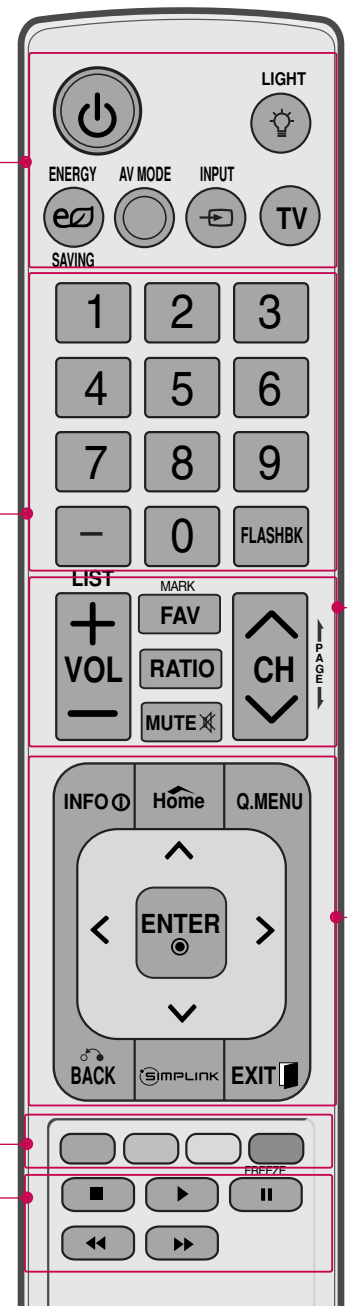 LIGHT
ENERGY AV MODE INPUT
TV
SAVING
1 2 3
4 5 6
7 8 9
– 0 FLASHBK
LIST
MARK
FAV
VOL RATIO CH
PAGE
MUTE
INFO Home Q.MENU
ENTER
BACK SIMPLINK EXIT
FREEZE